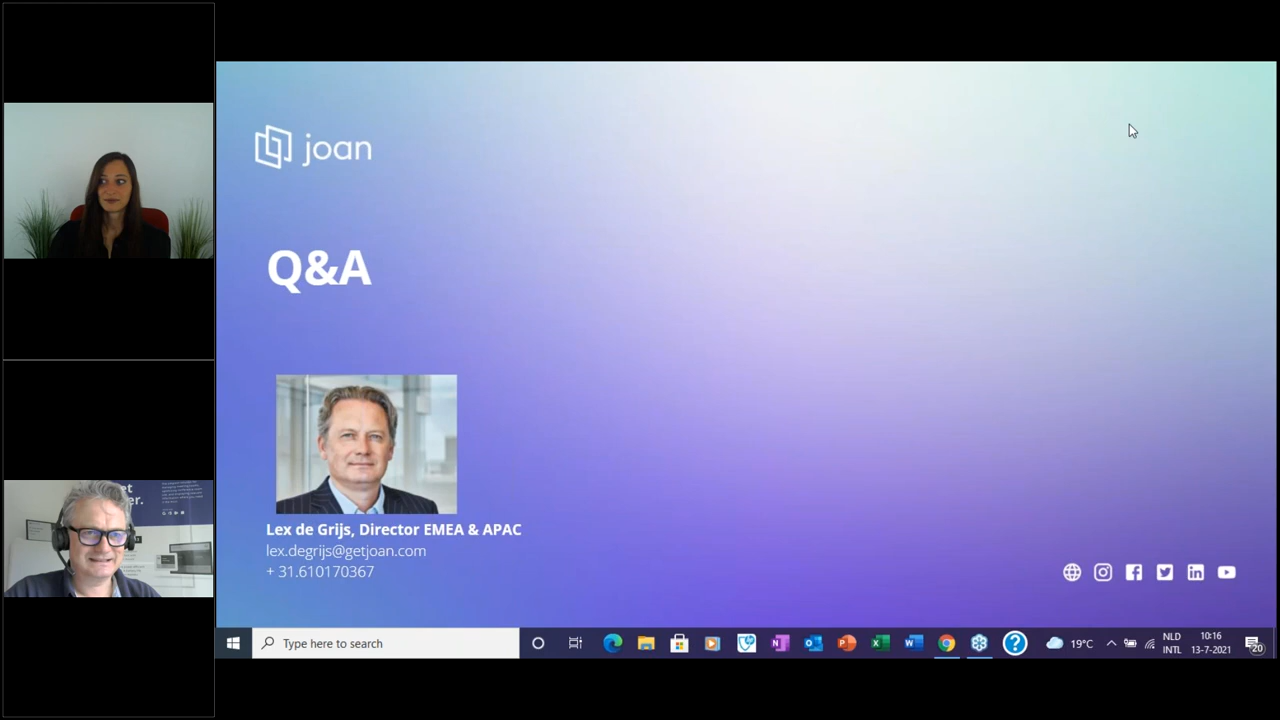 joan
Q&A
Lex de Grijs, Director EMEA & APAC
lex.degrijs@getjoan.com
+ 31.610170367
Type here to search
19°C
NLD
INTL
10:16
13-7-2021
20